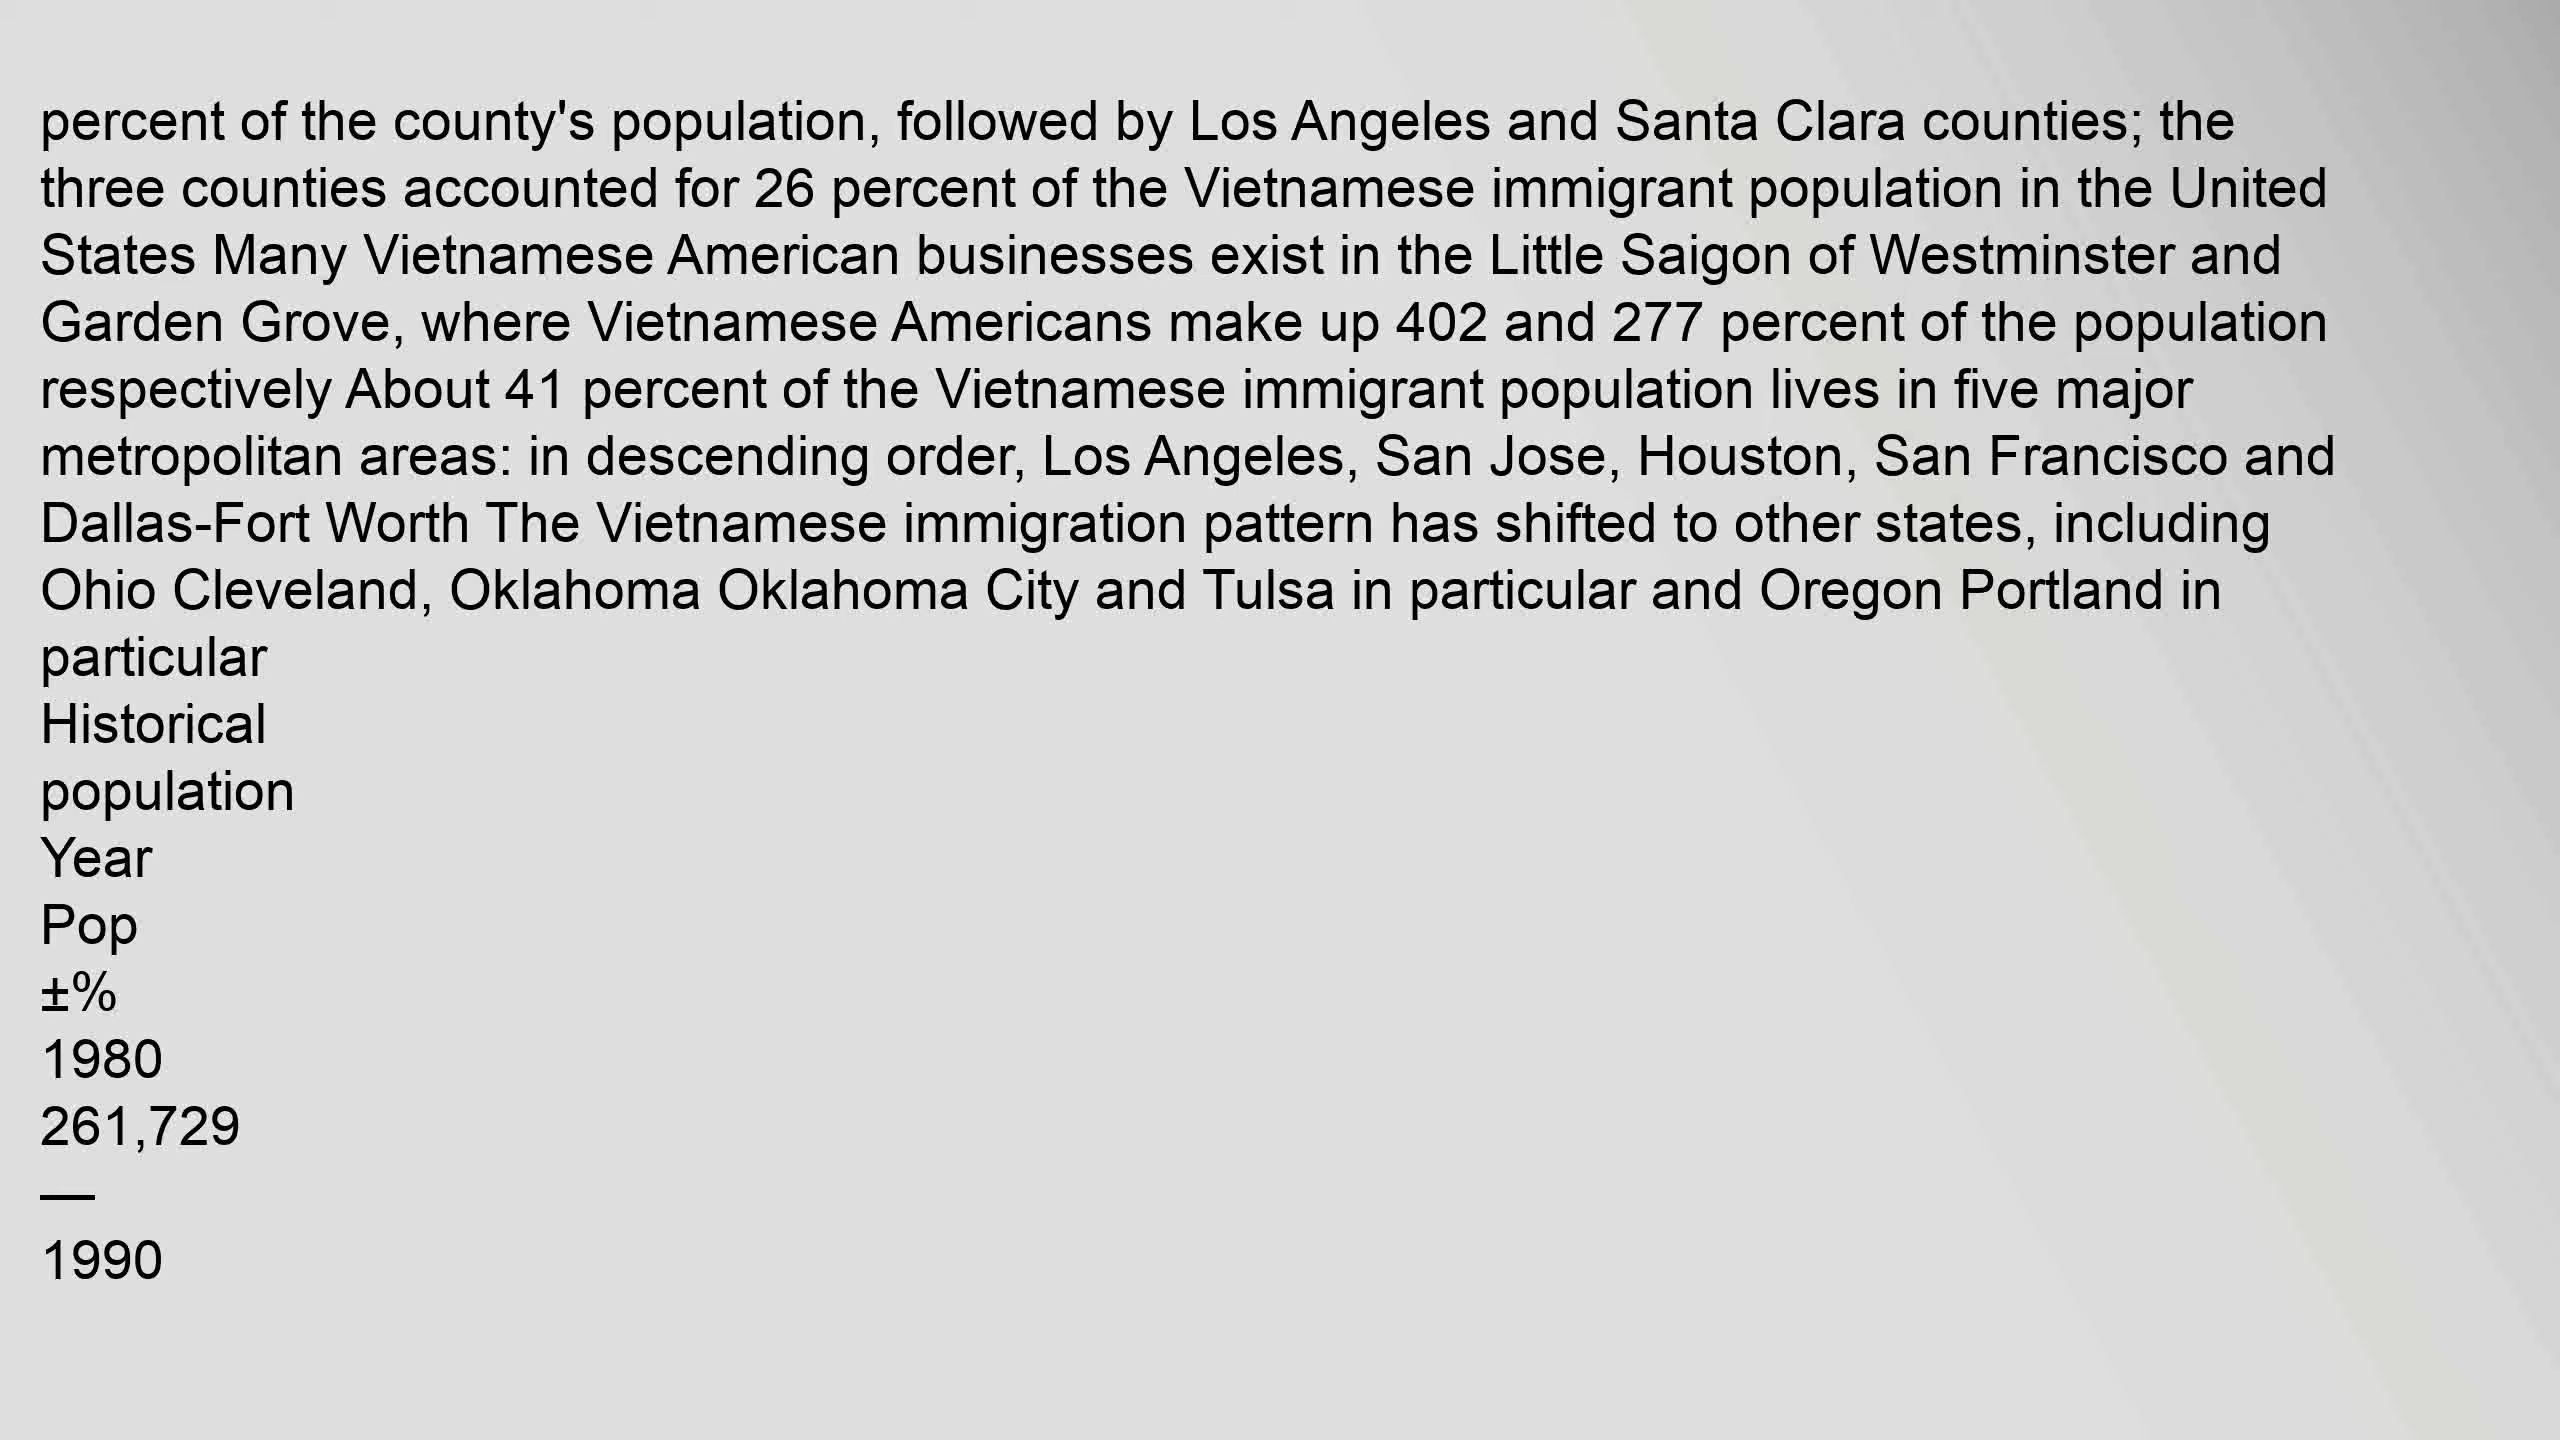 percent of the county's population, followed by Los Angeles and Santa Clara counties; the
three counties accounted for 26 percent of the Vietnamese immigrant population in the United
States Many Vietnamese American businesses exist in the Little Saigon of Westminster and
Garden Grove, where Vietnamese Americans make up 402 and 277 percent of the population
respectively About 41 percent of the Vietnamese immigrant population lives in five major
metropolitan areas: in descending order, Los Angeles, San Jose, Houston, San Francisco and
Dallas-Fort Worth The Vietnamese immigration pattern has shifted to other states, including
Ohio Cleveland, Oklahoma Oklahoma City and Tulsa in particular and Oregon Portland in
particular
Historical
population
Year
Pop
±%
1980
261,729
—
1990